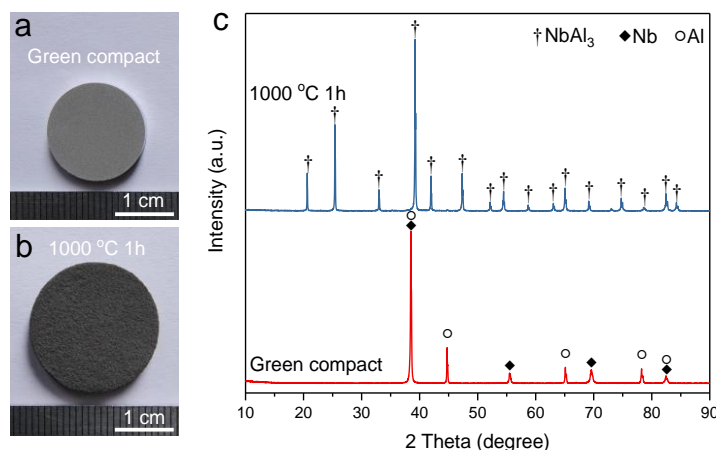 a
Green compact
1 cm
b
1000 °C 1h
1 cm
c
† NbAl₃ ◆ Nb ○ Al
1000 °C 1h
Green compact
Intensity (a.u.)
10 20 30 40 50 60 70 80 90
2 Theta (degree)